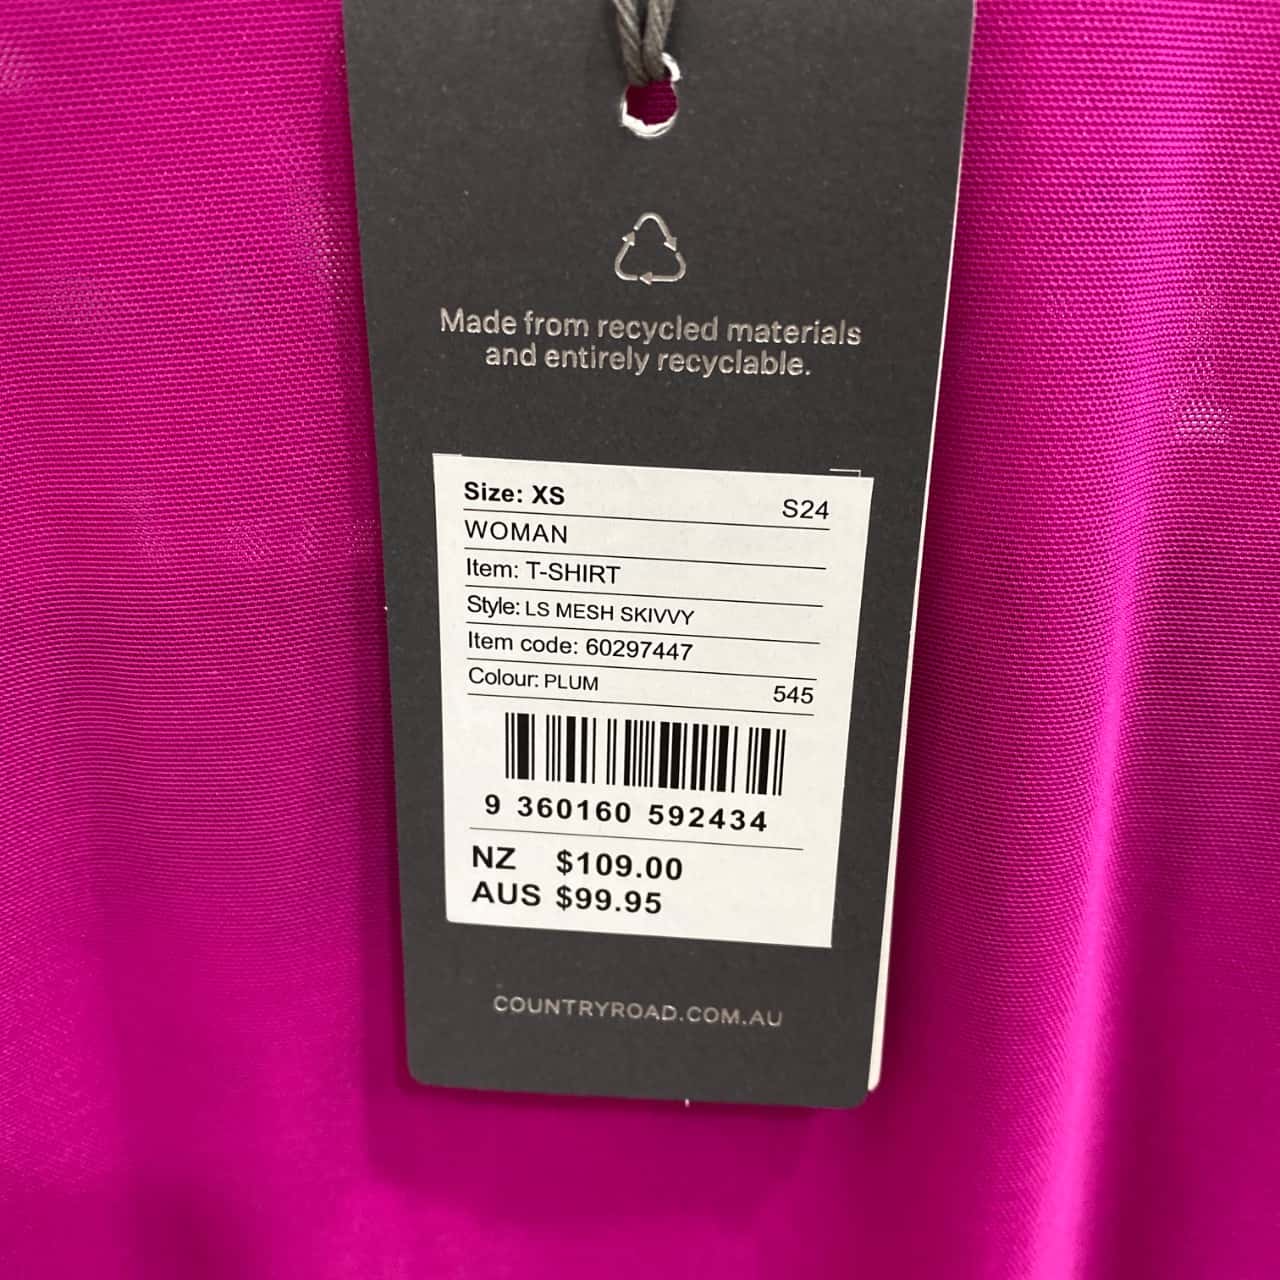 Made from recycled materials
and entirely recyclable.
Size: XS S24
WOMAN
Item: T-SHIRT
Style: LS MESH SKIVVY
Item code: 60297447
Colour: PLUM 545
9 360160 592434
NZ $109.00
AUS $99.95
COUNTRYROAD.COM.AU